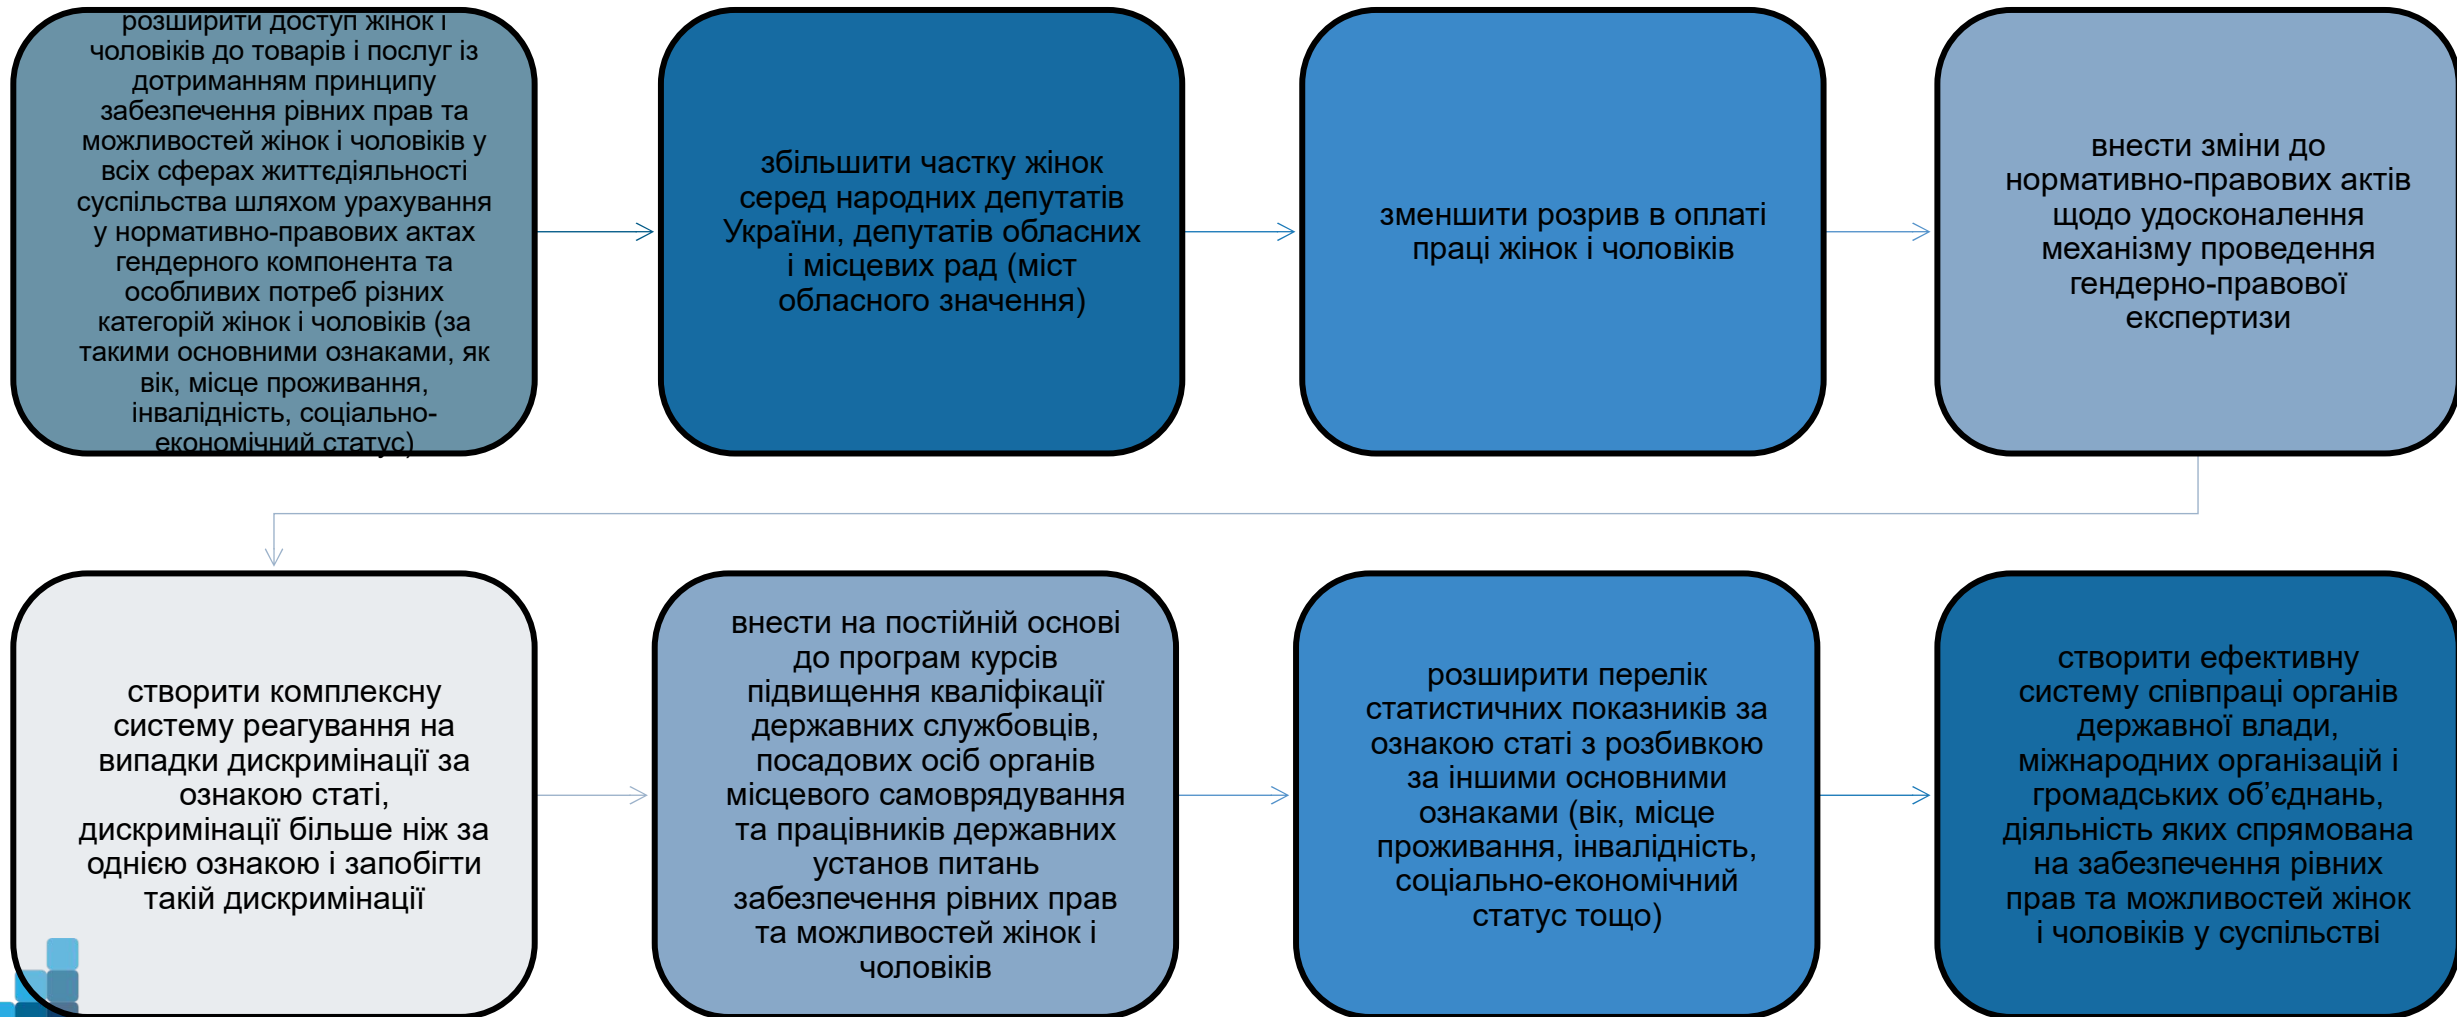 розширити доступ жінок і
чоловіків до товарів і послуг із
дотриманням принципу
забезпечення рівних прав та
можливостей жінок і чоловіків у
всіх сферах життєдіяльності
суспільства шляхом урахування
у нормативно-правових актах
гендерного компонента та
особливих потреб різних
категорій жінок і чоловіків (за
такими основними ознаками, як
вік, місце проживання,
інвалідність, соціально-
економічний статус)
збільшити частку жінок
серед народних депутатів
України, депутатів обласних
і місцевих рад (міст
обласного значення)
зменшити розрив в оплаті
праці жінок і чоловіків
внести зміни до
нормативно-правових актів
щодо удосконалення
механізму проведення
гендерно-правової
експертизи
створити комплексну
систему реагування на
випадки дискримінації за
ознакою статі,
дискримінації більше ніж за
однією ознакою і запобігти
такій дискримінації
внести на постійній основі
до програм курсів
підвищення кваліфікації
державних службовців,
посадових осіб органів
місцевого самоврядування
та працівників державних
установ питань
забезпечення рівних прав
та можливостей жінок і
чоловіків
розширити перелік
статистичних показників за
ознакою статі з розбивкою
за іншими основними
ознаками (вік, місце
проживання, інвалідність,
соціально-економічний
статус тощо)
створити ефективну
систему співпраці органів
державної влади,
міжнародних організацій і
громадських об’єднань,
діяльність яких спрямована
на забезпечення рівних
прав та можливостей жінок
і чоловіків у суспільстві